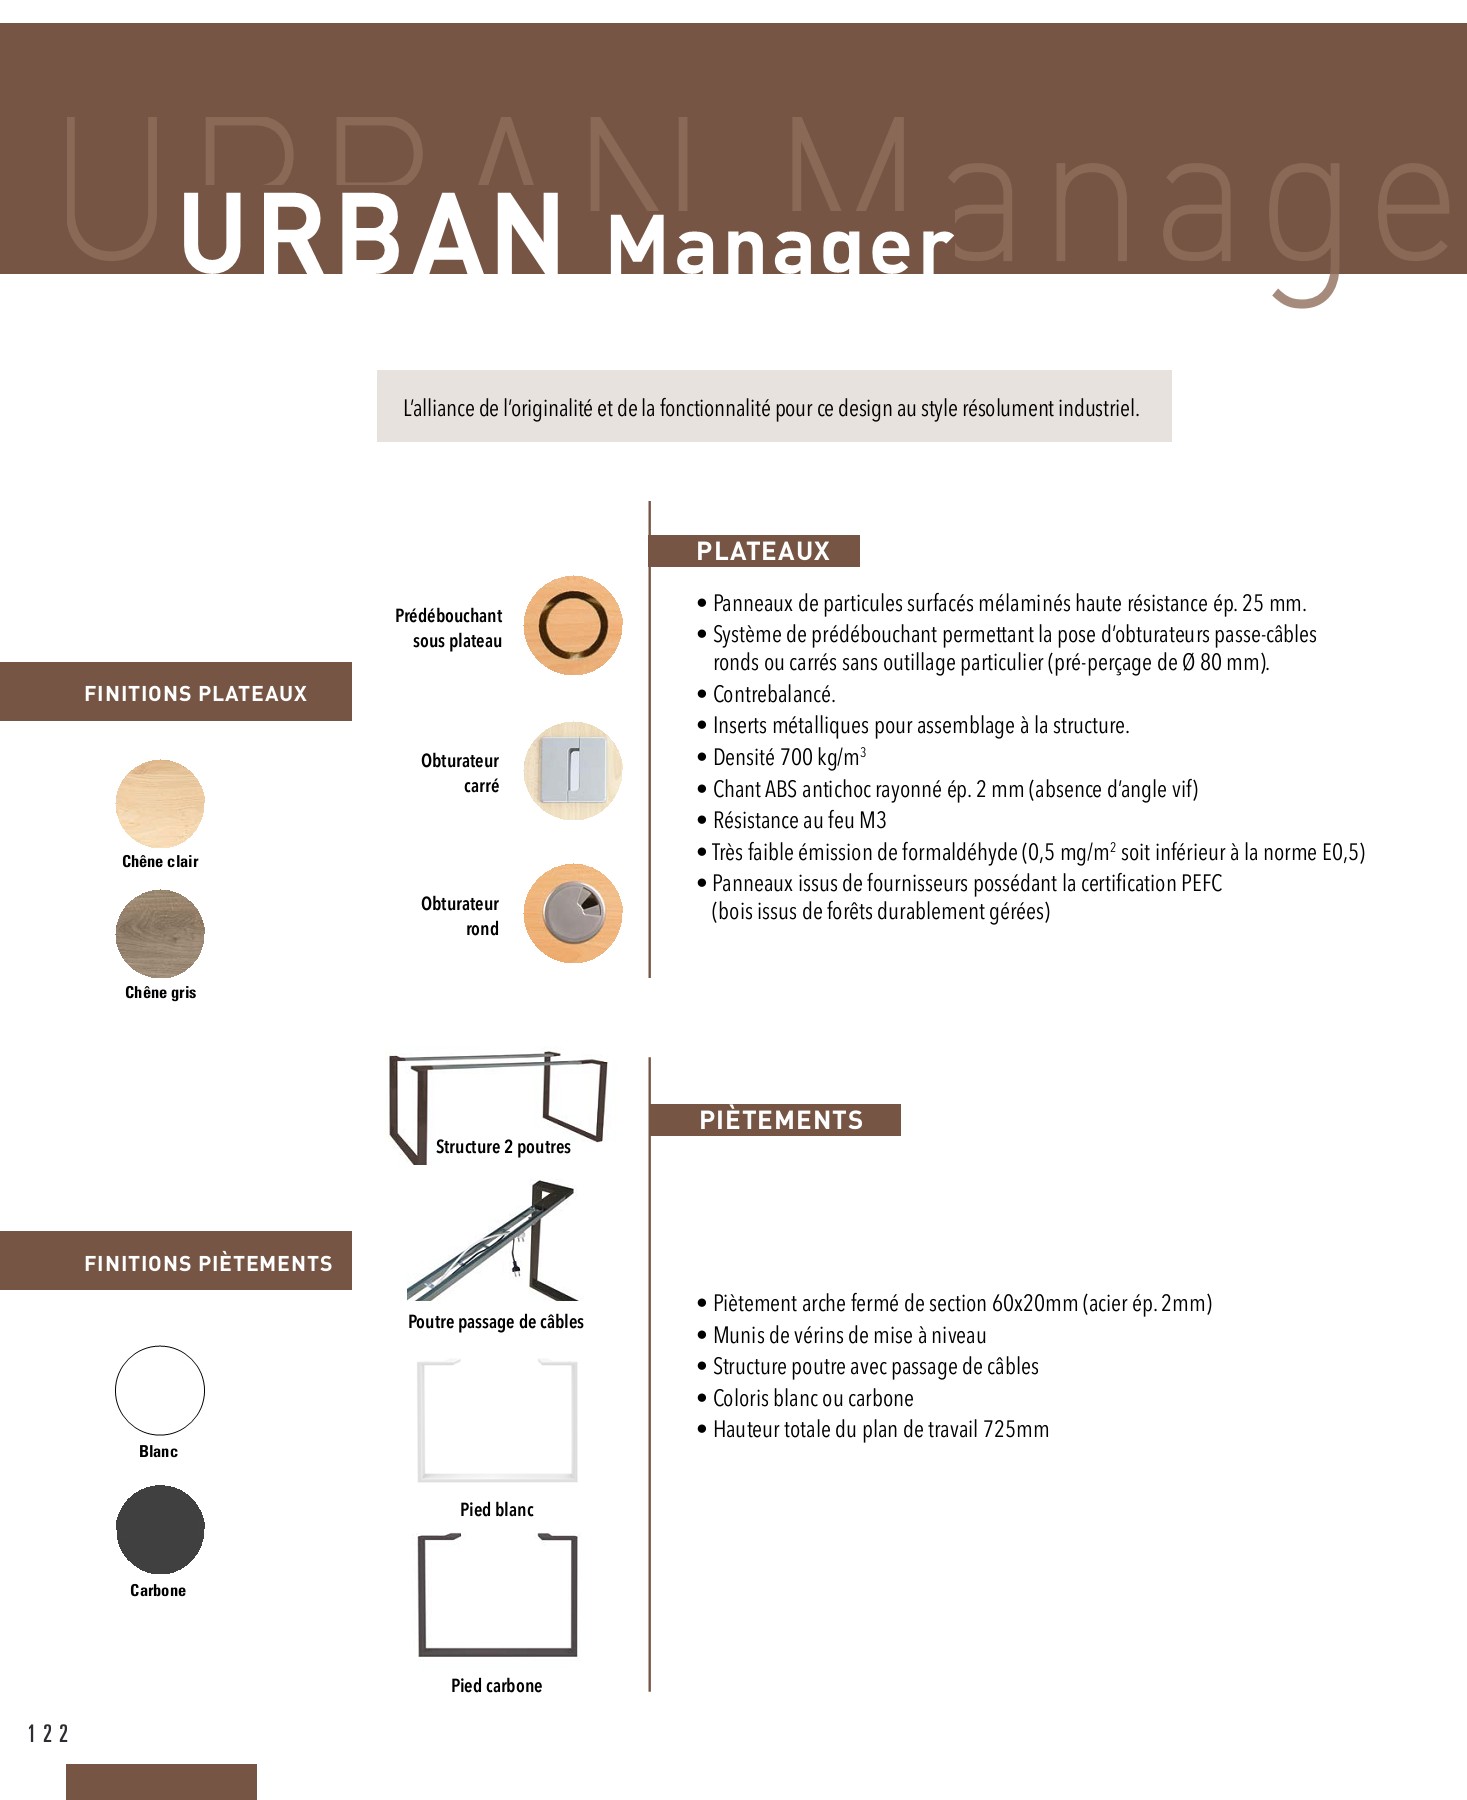 URBAN Manage
URBAN Manager
L’alliance de l’originalité et de la fonctionnalité pour ce design au style résolument industriel.
PLATEAUX
Prédébouchant
sous plateau
Obturateur
carré
Obturateur
rond
• Panneaux de particules surfacés mélaminés haute résistance ép. 25 mm.
• Système de prédébouchant permettant la pose d’obturateurs passe-câbles
ronds ou carrés sans outillage particulier (pré-perçage de Ø 80 mm).
• Contrebalancé.
• Inserts métalliques pour assemblage à la structure.
• Densité 700 kg/m³
• Chant ABS antichoc rayonné ép. 2 mm (absence d’angle vif)
• Résistance au feu M3
• Très faible émission de formaldéhyde (0,5 mg/m² soit inférieur à la norme E0,5)
• Panneaux issus de fournisseurs possédant la certification PEFC
(bois issus de forêts durablement gérées)
FINITIONS PLATEAUX
Chêne clair
Chêne gris
PIÈTEMENTS
Structure 2 poutres
Poutre passage de câbles
Pied blanc
Pied carbone
• Piètement arche fermé de section 60x20mm (acier ép. 2mm)
• Munis de vérins de mise à niveau
• Structure poutre avec passage de câbles
• Coloris blanc ou carbone
• Hauteur totale du plan de travail 725mm
FINITIONS PIÈTEMENTS
Blanc
Carbone
122